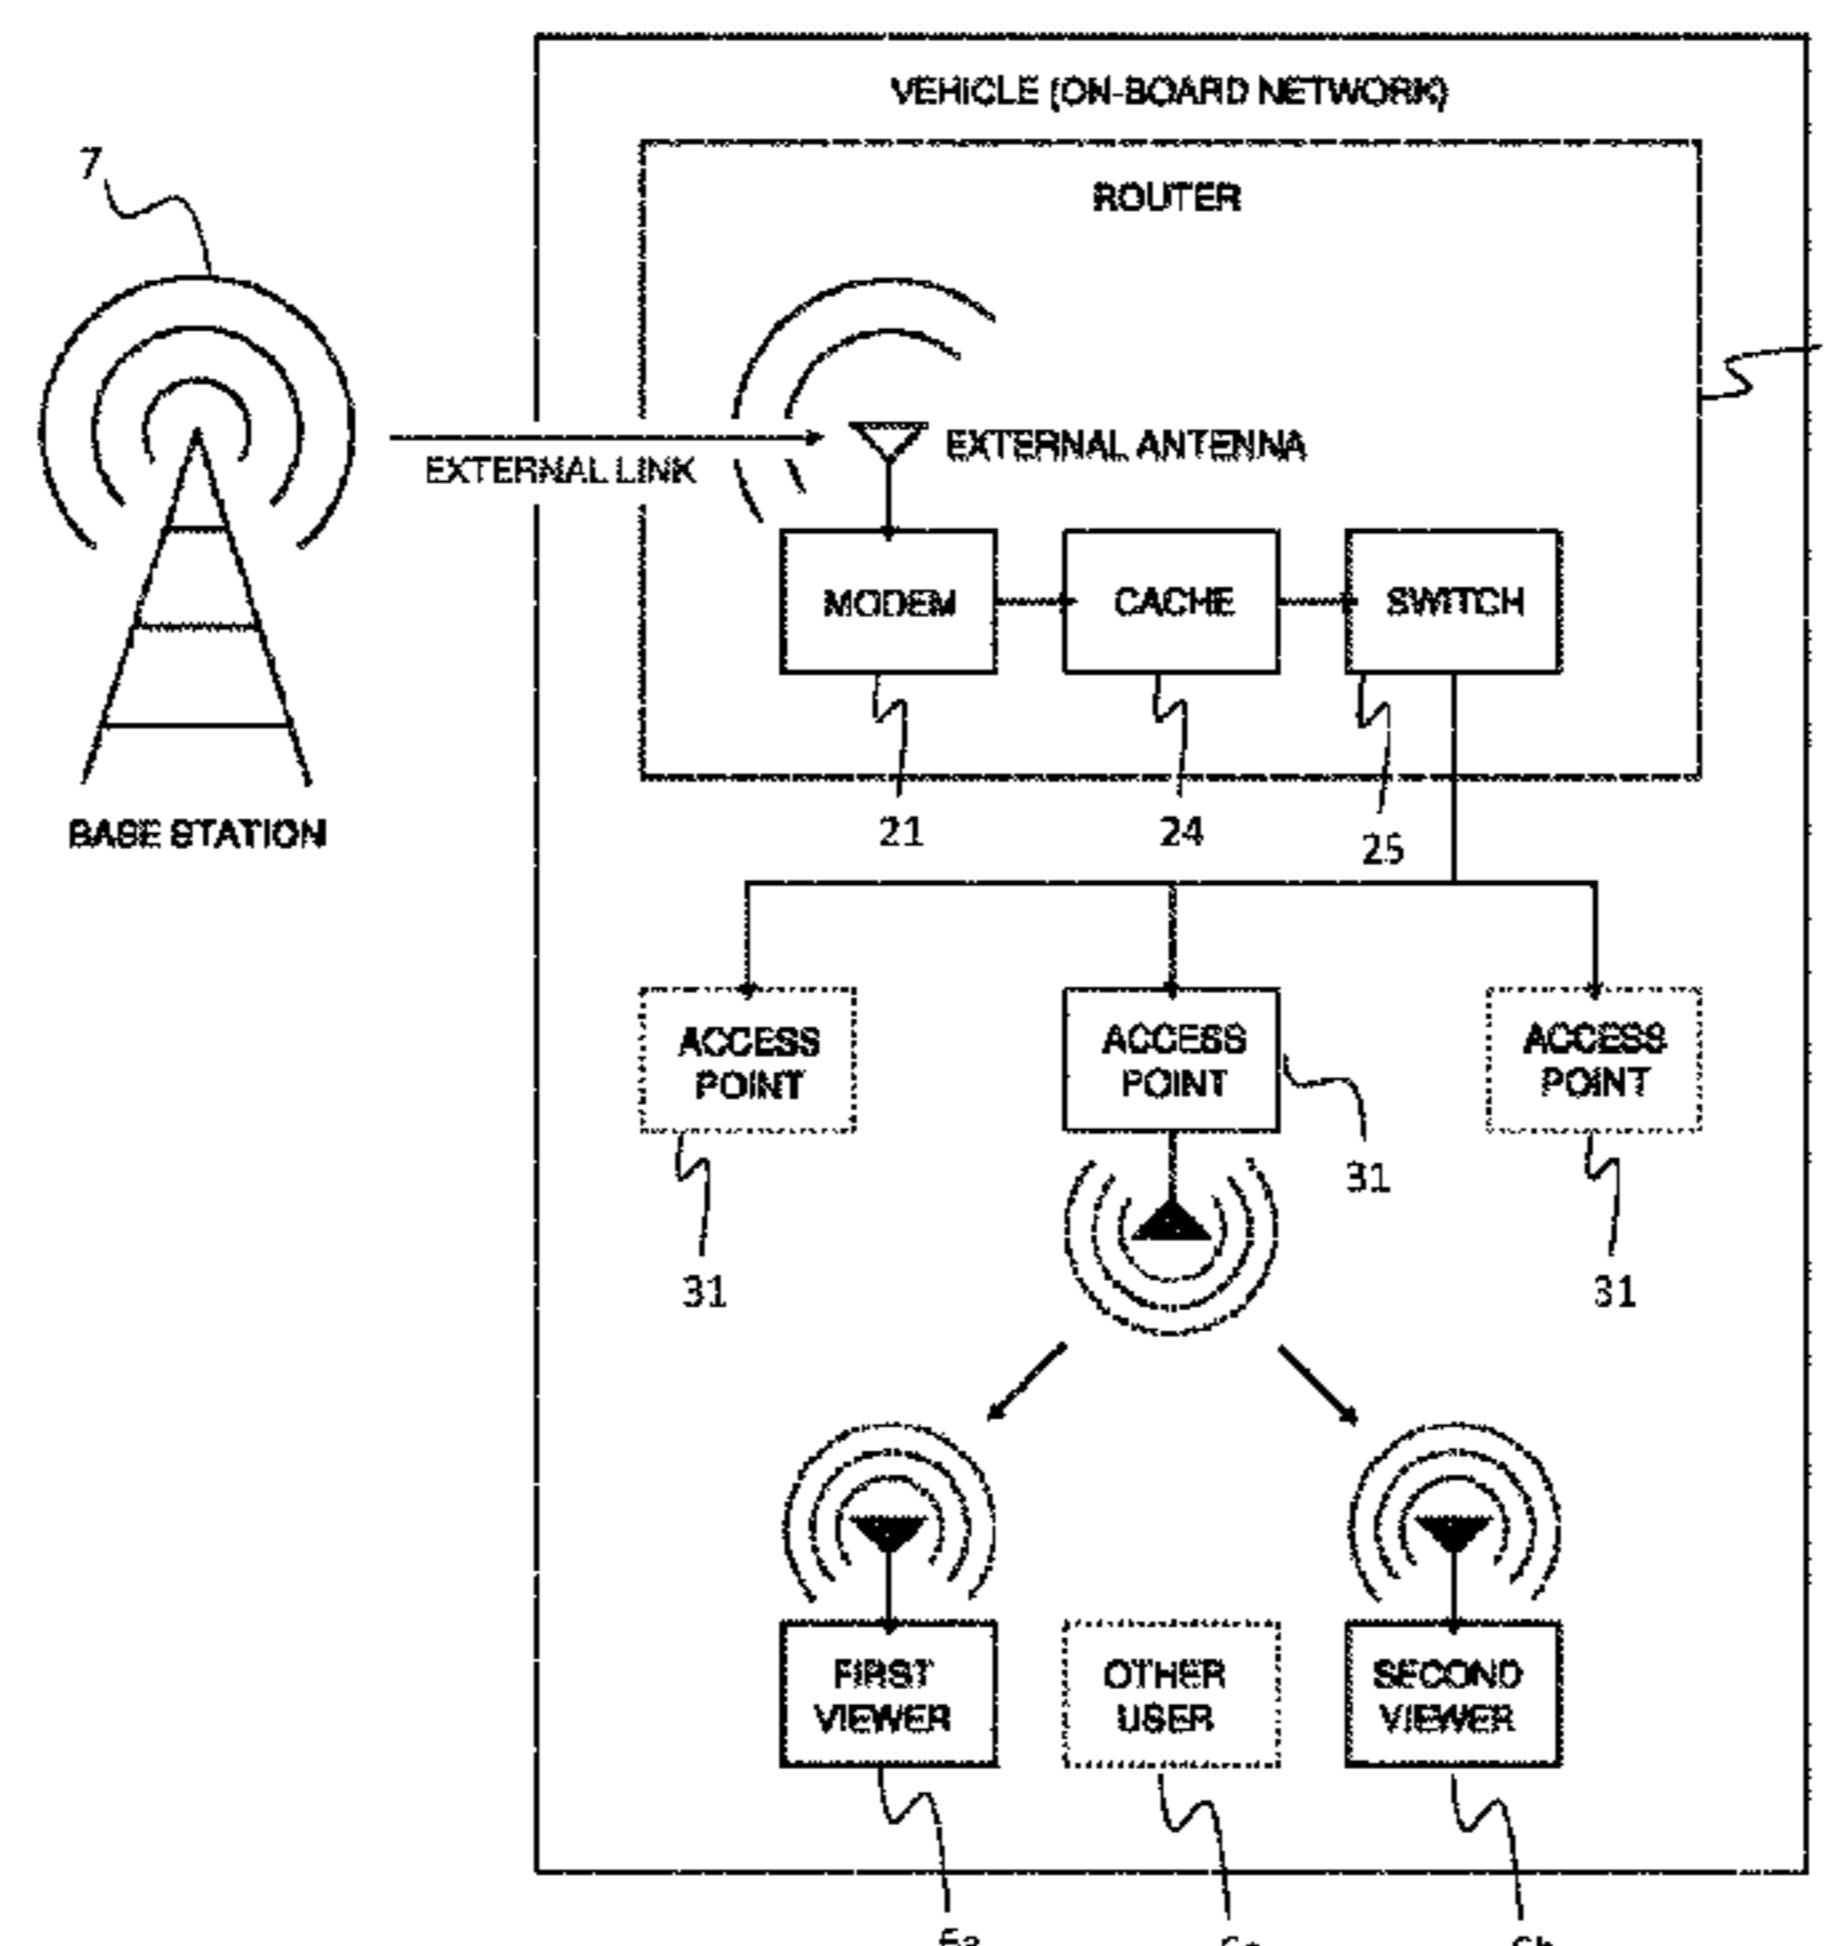 VEHICLE (ON-BOARD NETWORK)
7
ROUTER
EXTERNAL ANTENNA
EXTERNAL LINK
MODEM
CACHE
SWITCH
21
24
25
BASE STATION
ACCESS
POINT
ACCESS
POINT
ACCESS
POINT
31
31
31
FIRST
VIEWER
OTHER
USER
SECOND
VIEWER